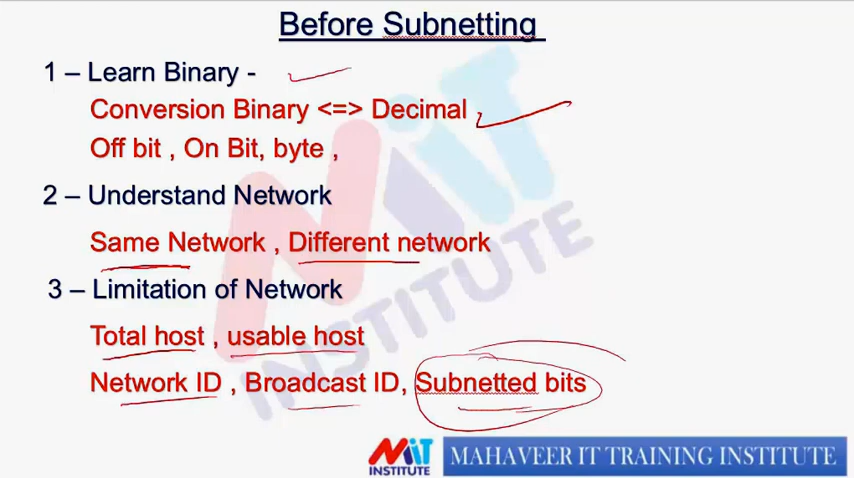 Before Subnetting
1 – Learn Binary -
Conversion Binary <=> Decimal
Off bit , On Bit, byte ,
2 – Understand Network
Same Network , Different network
3 – Limitation of Network
Total host , usable host
Network ID , Broadcast ID, Subnetted bits
MIT INSTITUTE
MIT
INSTITUTE
MAHAVEER IT TRAINING INSTITUTE